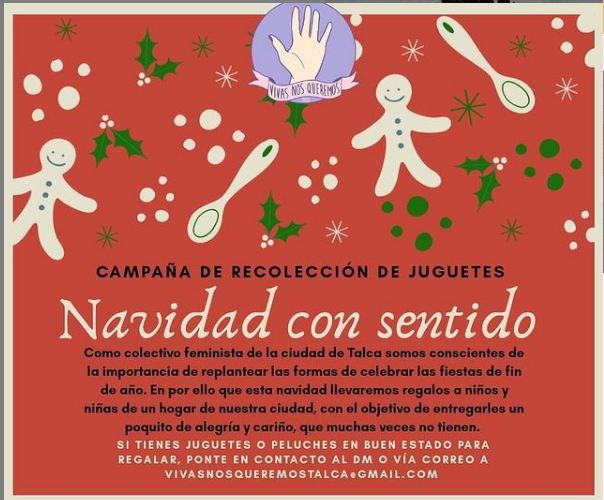 VIVAS NOS QUEREMOS
CAMPAÑA DE RECOLECCIÓN DE JUGUETES
Navidad con sentido
Como colectivo feminista de la ciudad de Talca somos conscientes de
la importancia de replantear las formas de celebrar las fiestas de fin
de año. En por ello que esta navidad llevaremos regalos a niños y
niñas de un hogar de nuestra ciudad, con el objetivo de entregarles un
poquito de alegría y cariño, que muchas veces no tienen.
SI TIENES JUGUETES O PELUCHES EN BUEN ESTADO PARA
REGALAR, PONTE EN CONTACTO AL DM O VÍA CORREO A
VIVASNOSQUEREMOSTALCA@GMAIL.COM